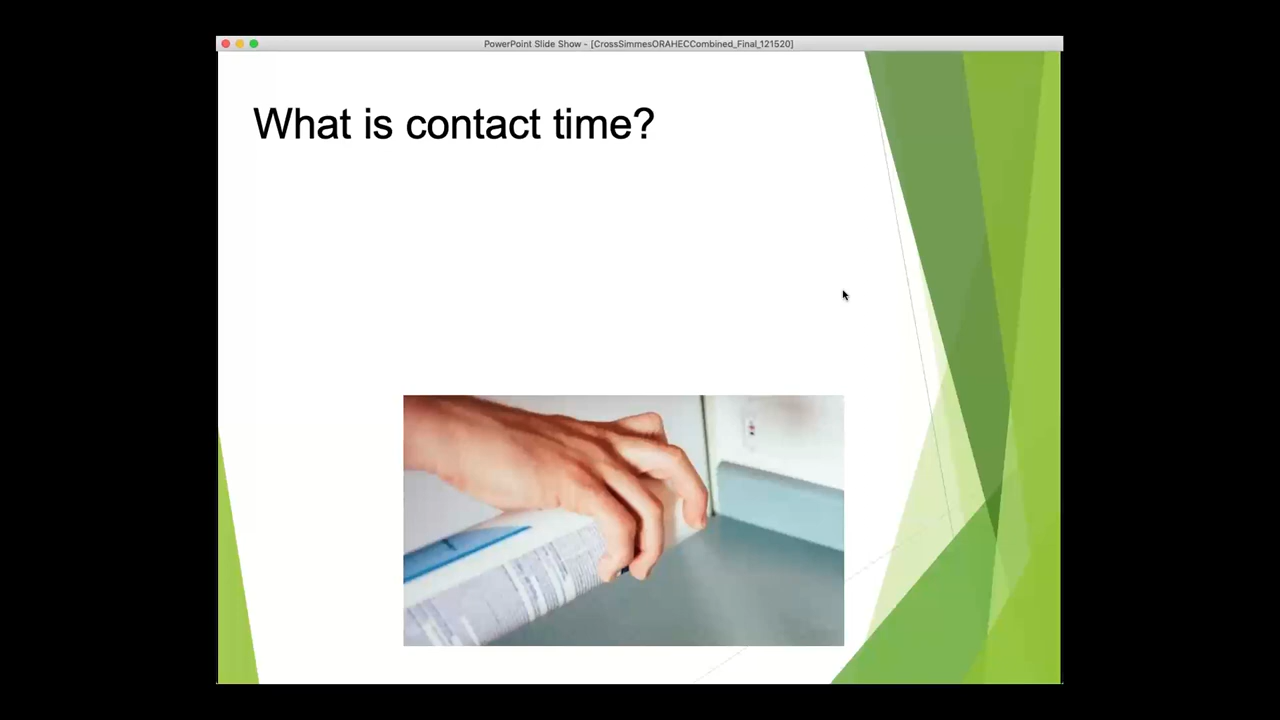 PowerPoint Slide Show - [CrossSimmesORAHECCombined_Final_121520]
What is contact time?